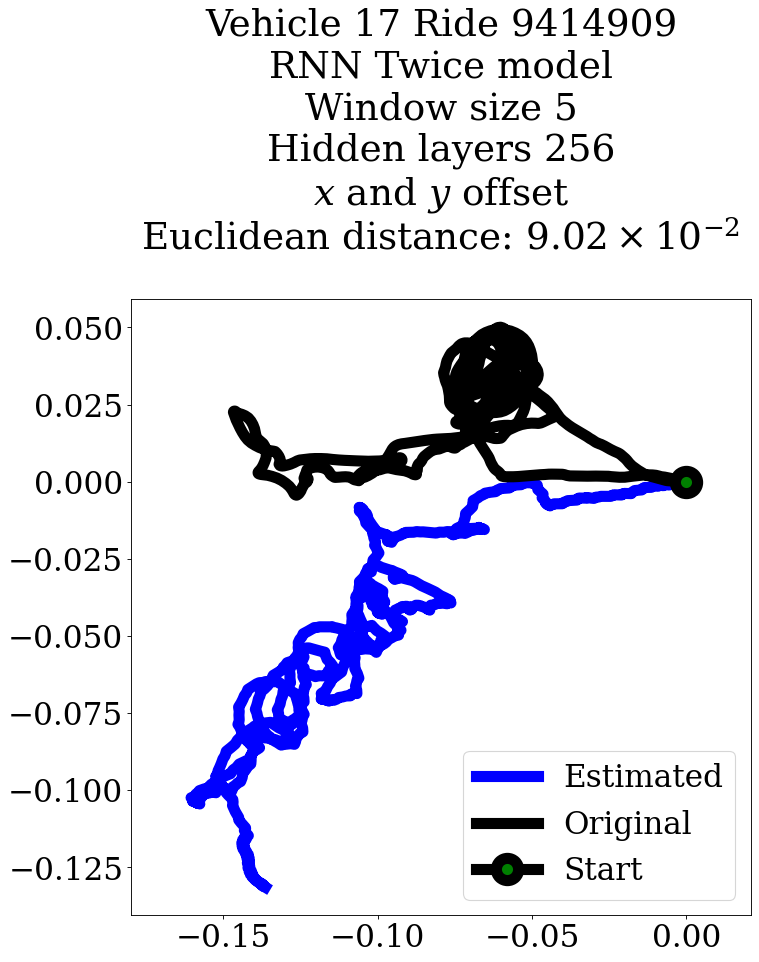 Vehicle 17 Ride 9414909
RNN Twice model
Window size 5
Hidden layers 256
x and y offset
Euclidean distance: 9.02 × 10⁻²
0.050
0.025
0.000
−0.025
−0.050
−0.075
−0.100
−0.125
Estimated
Original
Start
−0.15 −0.10 −0.05 0.00